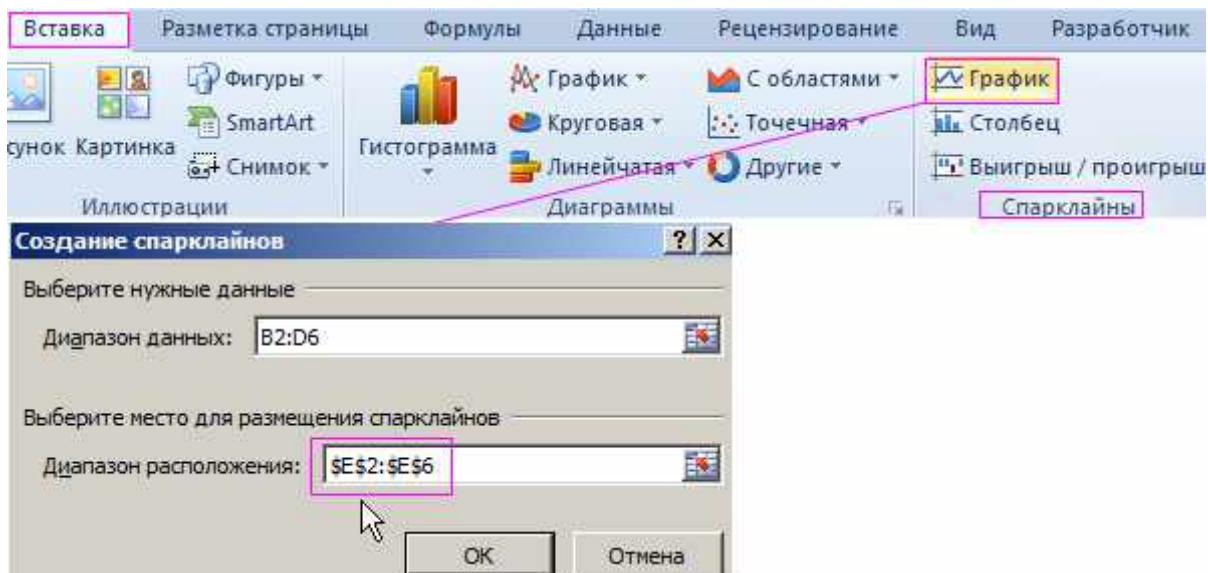 Вставка Разметка страницы Формулы Данные Рецензирование Вид Разработчик
Фигуры График С областями График
SmartArt Круговая Точечная Столбец
унок Картинка Снимок Гистограмма Линейчатая Другие Выигрыш / проигрыш
Иллюстрации Диаграммы Спарклайны
Создание спарклайнов
Выберите нужные данные
Диапазон данных: B2:D6
Выберите место для размещения спарклайнов
Диапазон расположения: $E$2:$E$6
ОК Отмена